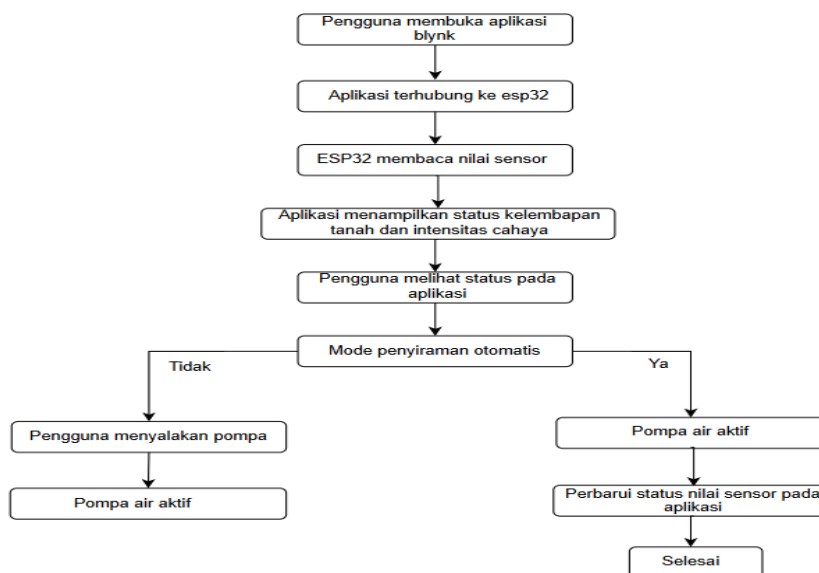 Pengguna membuka aplikasi
blynk
Aplikasi terhubung ke esp32
ESP32 membaca nilai sensor
Aplikasi menampilkan status kelembapan
tanah dan intensitas cahaya
Pengguna melihat status pada
aplikasi
Mode penyiraman otomatis
Tidak
Ya
Pengguna menyalakan pompa
Pompa air aktif
Pompa air aktif
Perbarui status nilai sensor pada
aplikasi
Selesai